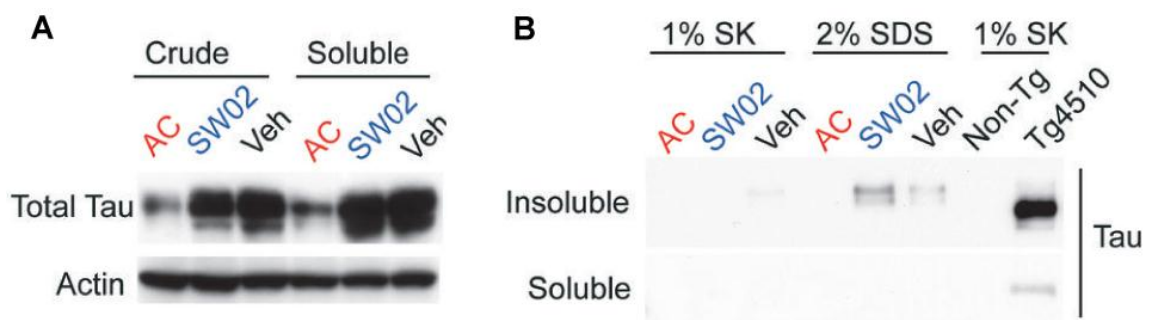 A
Crude Soluble
AC SW02 Veh AC SW02 Veh
Total Tau
Actin
B
1% SK 2% SDS 1% SK
AC SW02 Veh AC SW02 Veh Non-Tg Tg4510
Insoluble
Soluble
Tau